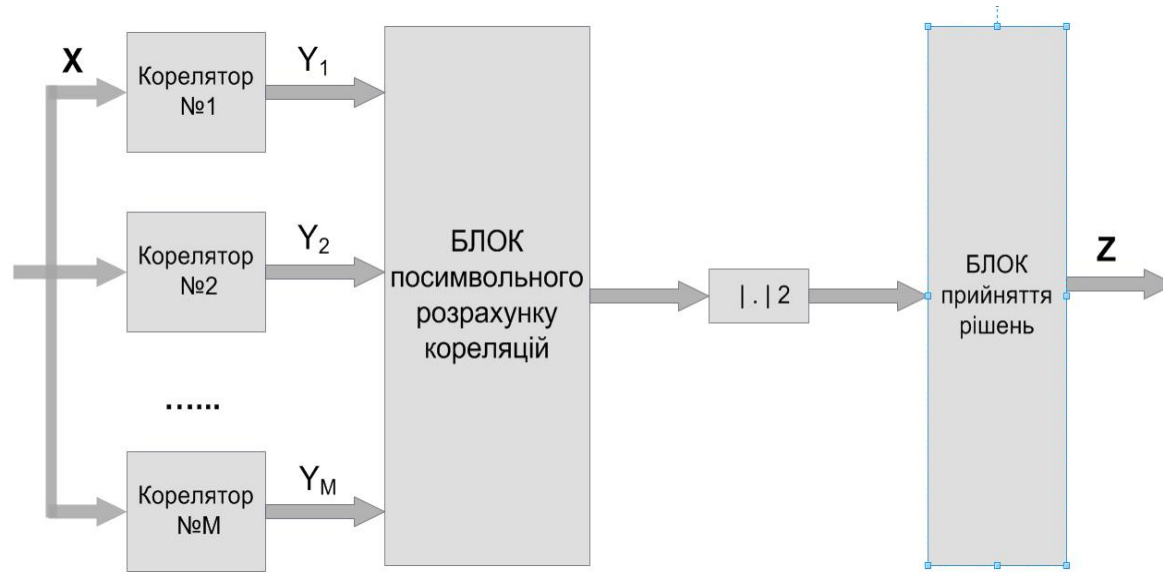 X
Корелятор
№1
Y₁
Корелятор
№2
Y₂
......
Корелятор
№M
Yₘ
БЛОК
посимвольного
розрахунку
кореляцій
| . | 2
БЛОК
прийняття
рішень
Z